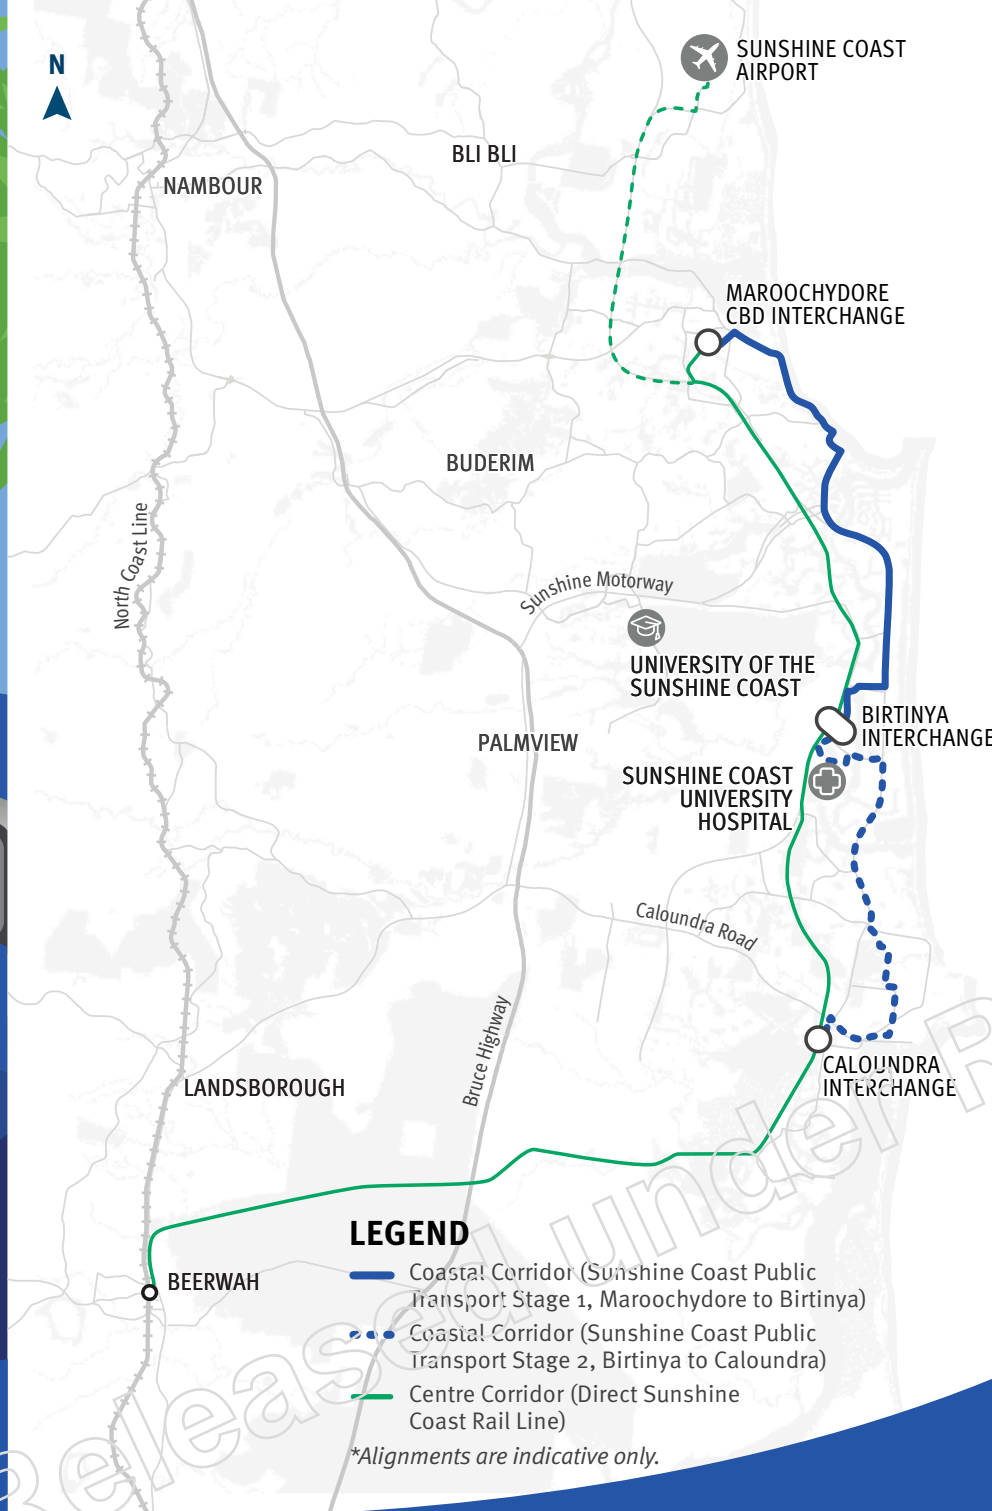 N
SUNSHINE COAST
AIRPORT
BLI BLI
NAMBOUR
MAROOCHYDORE
CBD INTERCHANGE
BUDERIM
North Coast Line
Sunshine Motorway
UNIVERSITY OF THE
SUNSHINE COAST
BIRTINYA
INTERCHANGE
PALMVIEW
SUNSHINE COAST
UNIVERSITY
HOSPITAL
Caloundra Road
Bruce Highway
CALOUNDRA
INTERCHANGE
LANDSBOROUGH
BEERWAH
LEGEND
Coastal Corridor (Sunshine Coast Public
Transport Stage 1, Maroochydore to Birtinya)
Coastal Corridor (Sunshine Coast Public
Transport Stage 2, Birtinya to Caloundra)
Centre Corridor (Direct Sunshine
Coast Rail Line)
*Alignments are indicative only.
Released under R